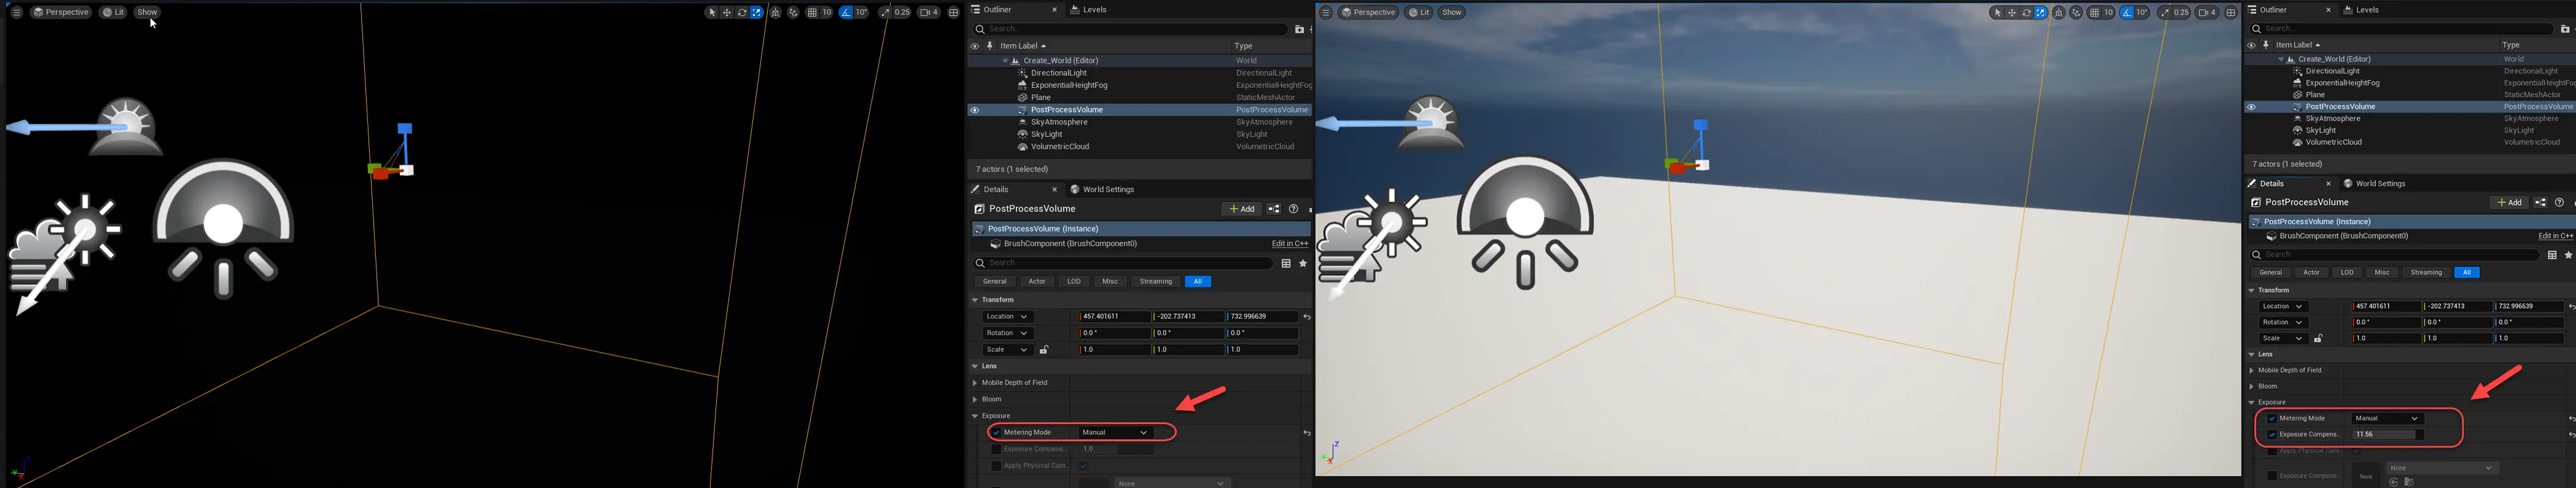 Perspective Lit Show 10 10° 0.25 4
Outliner Levels
Search...
Item Label Type
Create_World (Editor) World
DirectionalLight DirectionalLight
ExponentialHeightFog ExponentialHeightFog
Plane StaticMeshActor
PostProcessVolume PostProcessVolume
SkyAtmosphere SkyAtmosphere
SkyLight SkyLight
VolumetricCloud VolumetricCloud
7 actors (1 selected)
Details World Settings
PostProcessVolume Add
PostProcessVolume (Instance)
BrushComponent (BrushComponent0) Edit in C++
Search
General Actor LOD Misc Streaming All
Transform
Location 457.401611 -202.737413 732.996639
Rotation 0.0 ° 0.0 ° 0.0 °
Scale 1.0 1.0 1.0
Lens
Mobile Depth of Field
Bloom
Exposure
Metering Mode Manual
Exposure Compens... 1.0
Apply Physical Cam...
None
Z
Perspective Lit Show 10 10° 0.25 4
Outliner Levels
Search...
Item Label Type
Create_World (Editor) World
DirectionalLight DirectionalLight
ExponentialHeightFog ExponentialHeightFo
Plane StaticMeshActor
PostProcessVolume PostProcessVolume
SkyAtmosphere SkyAtmosphere
SkyLight SkyLight
VolumetricCloud VolumetricCloud
7 actors (1 selected)
Details World Settings
PostProcessVolume Add
PostProcessVolume (Instance)
BrushComponent (BrushComponent0) Edit in C++
Search
General Actor LOD Misc Streaming All
Transform
Location 457.401611 -202.737413 732.996639
Rotation 0.0 ° 0.0 ° 0.0 °
Scale 1.0 1.0 1.0
Lens
Mobile Depth of Field
Bloom
Exposure
Metering Mode Manual
Exposure Compens... 11.56
Apply Physical Cam...
Exposure Compens... None None